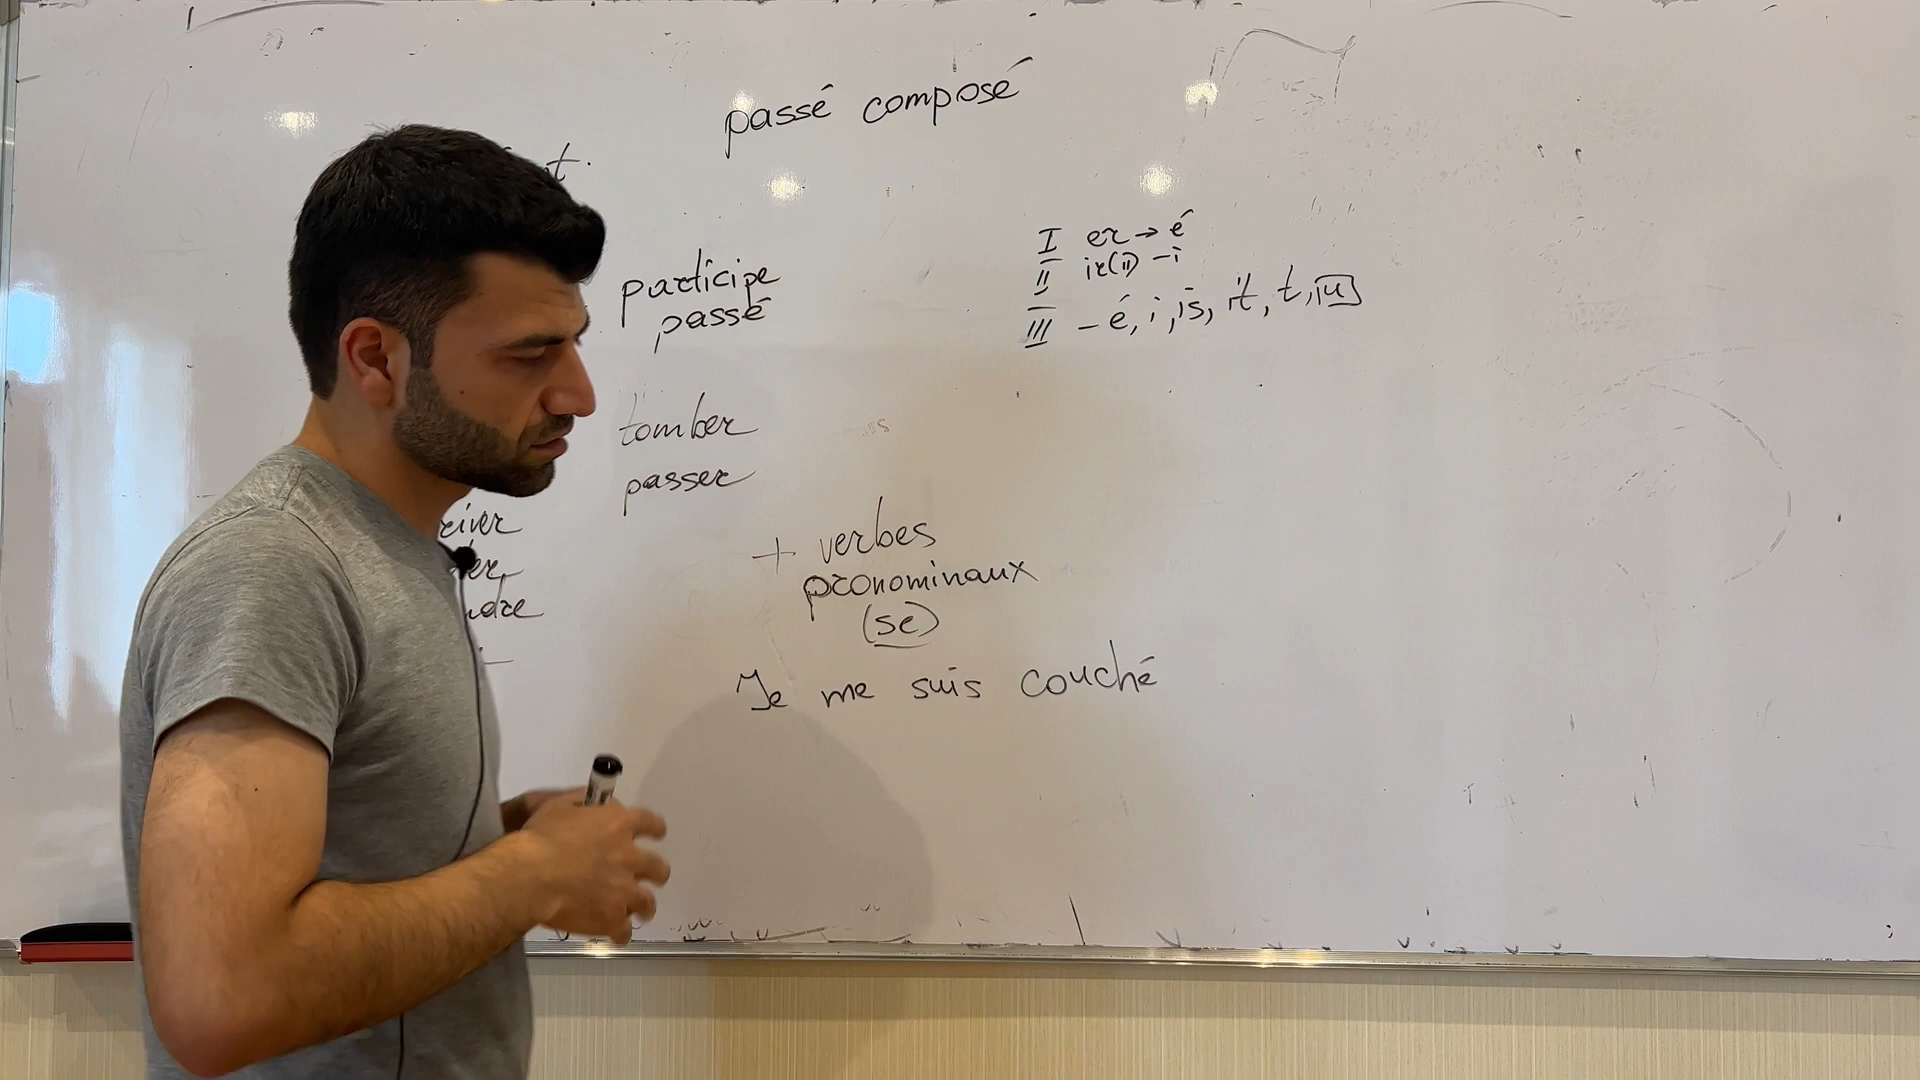 passé composé
participe
passé
I er → é
II ir(II) - i
III - é, i, is, it, t, [u]
tomber
passer
+ verbes
pronominaux
(se)
Je me suis couché